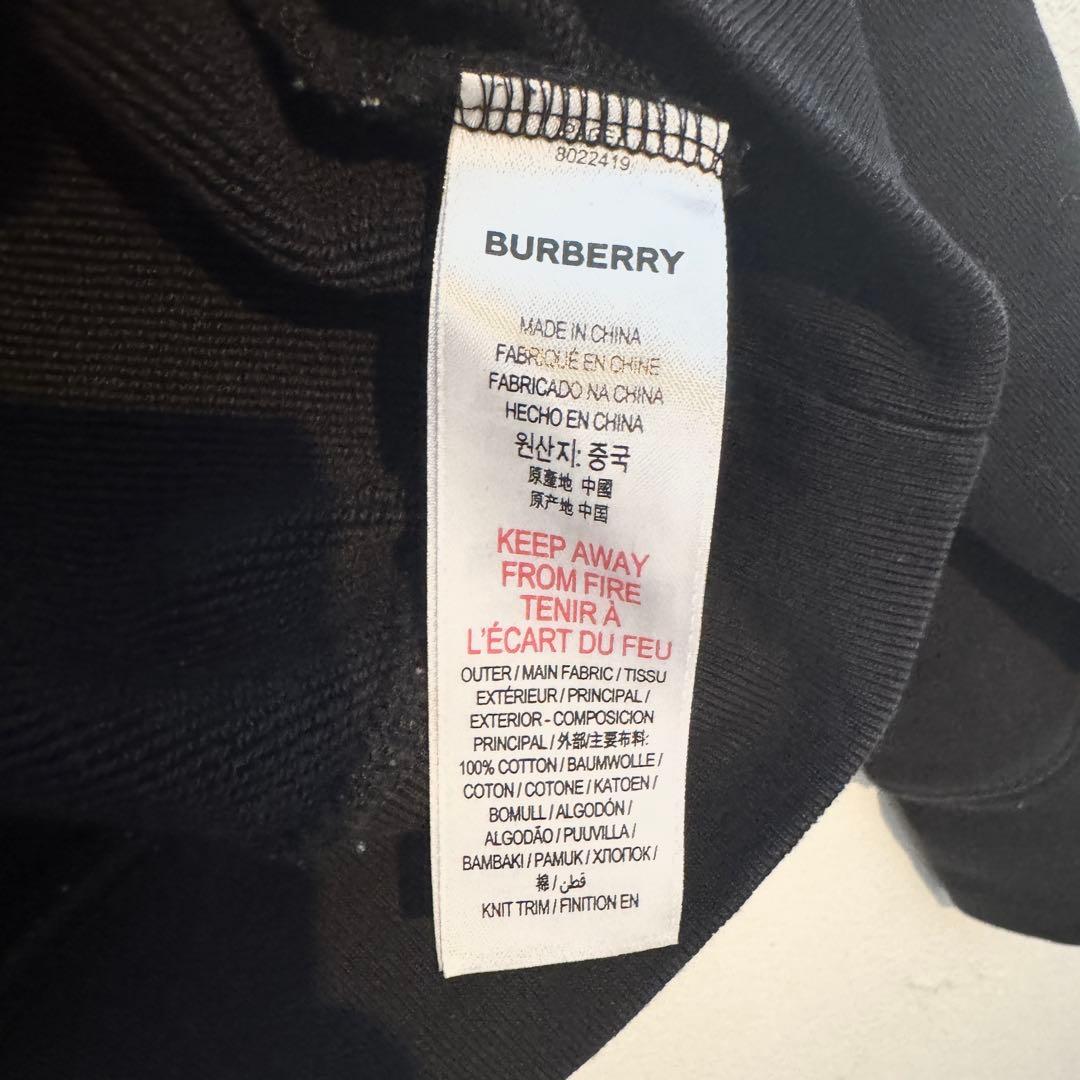 8022419
BURBERRY
MADE IN CHINA
FABRIQUÉ EN CHINE
FABRICADO NA CHINA
HECHO EN CHINA
원산지: 중국
原產地 中國
原产地 中国
KEEP AWAY
FROM FIRE
TENIR À
L'ÉCART DU FEU
OUTER / MAIN FABRIC / TISSU
EXTÉRIEUR / PRINCIPAL /
EXTERIOR - COMPOSICION
PRINCIPAL / 外部/主要布料:
100% COTTON / BAUMWOLLE /
COTON / COTONE / KATOEN /
BOMULL / ALGODÓN /
ALGODÃO / PUUVILLA /
BAMBAKI / PAMUK / ХЛОПОК /
棉 / قطن
KNIT TRIM / FINITION EN